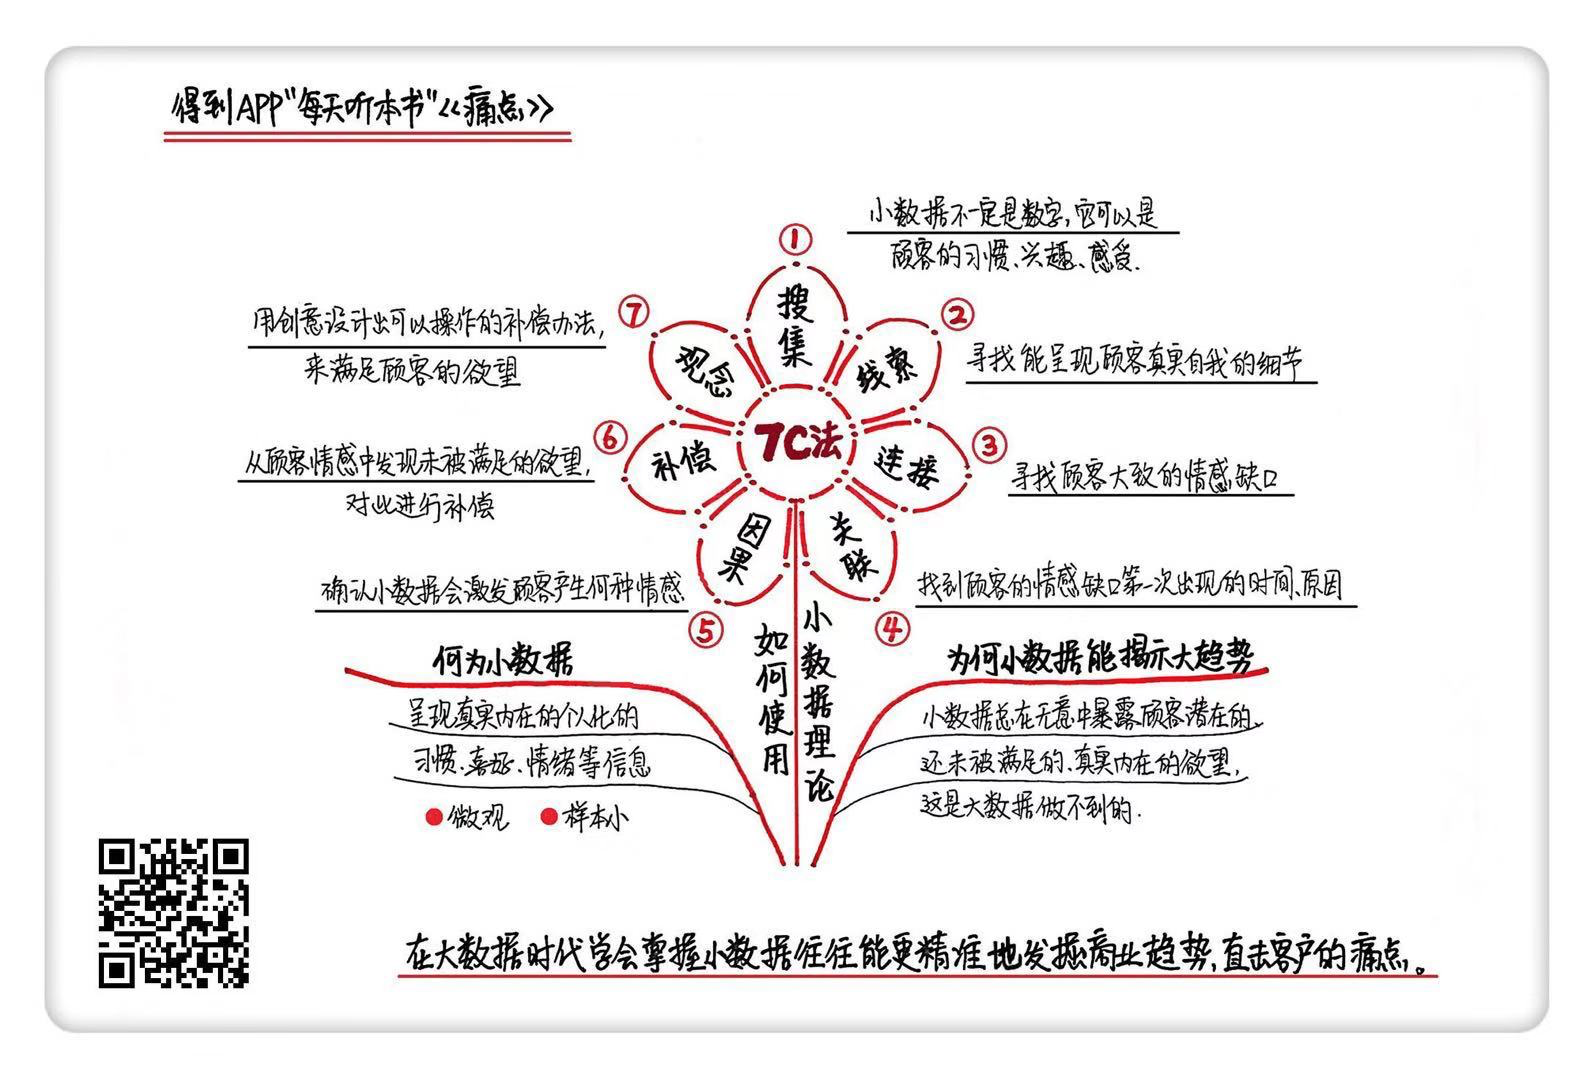 得到APP"每天听本书"《痛点》
7C法
①
搜集
小数据不一定是数字，它可以是
顾客的习惯、兴趣、感受.
②
线索
寻找能呈现顾客真实自我的细节
③
连接
寻找顾客大致的情感缺口
④
关联
找到顾客的情感缺口第一次出现的时间、原因
⑤
因果
确认小数据会激发顾客产生何种情感.
⑥
补偿
从顾客情感中发现未被满足的欲望，
对此进行补偿
⑦
观念
用创意设计出可以操作的补偿办法，
来满足顾客的欲望
如何使用
小数据理论
何为小数据
呈现真实内在的个人化的
习惯、喜好、情绪等信息
微观 样本小
为何小数据能揭示大趋势
小数据总在无意中暴露顾客潜在的、
还未被满足的、真实内在的欲望，
这是大数据做不到的.
在大数据时代学会掌握小数据往往能更精准地发掘商业趋势，直击客户的痛点。